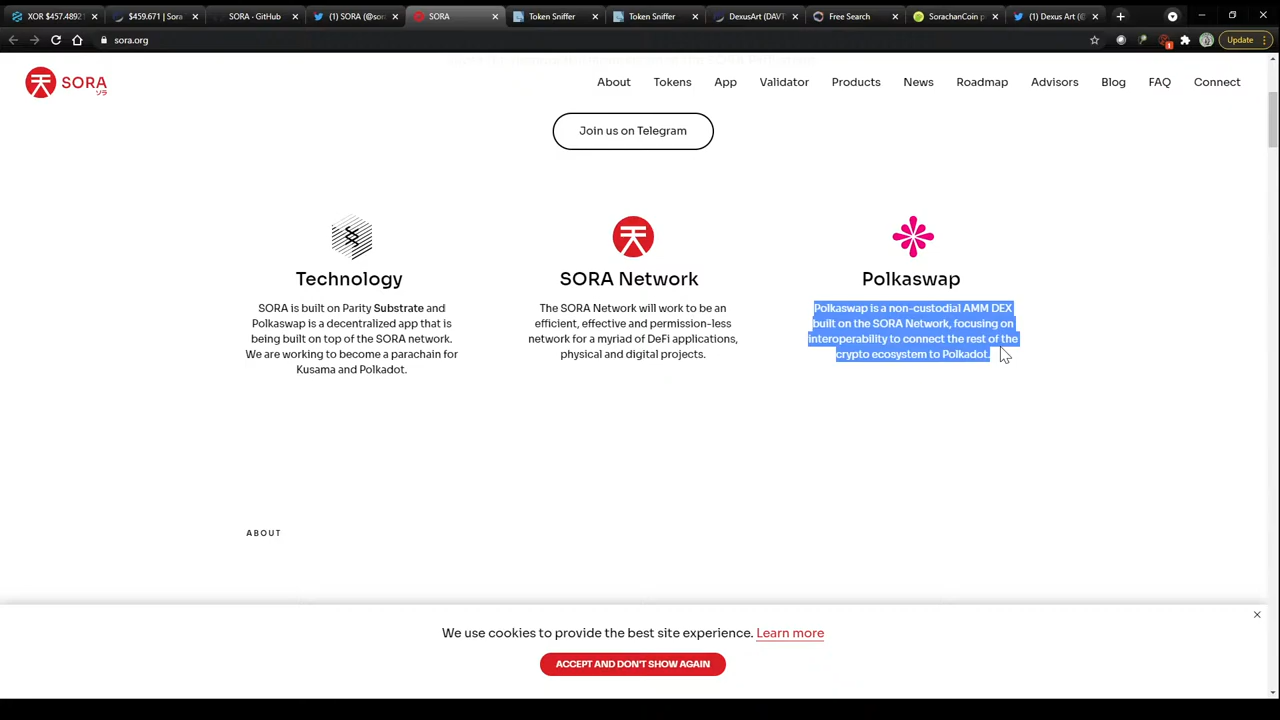 XOR $457.4892
$459.671 | Sora
SORA · GitHub
(1) SORA (@sora
SORA
Token Sniffer
Token Sniffer
DexusArt (DAVT
Free Search
SorachanCoin p
(1) Dexus Art (@
sora.org
1
Update
SORA
ソラ
About
Tokens
App
Validator
Products
News
Roadmap
Advisors
Blog
FAQ
Connect
Join us on Telegram
Technology
SORA is built on Parity Substrate and
Polkaswap is a decentralized app that is
being built on top of the SORA network.
We are working to become a parachain for
Kusama and Polkadot.
SORA Network
The SORA Network will work to be an
efficient, effective and permission-less
network for a myriad of DeFi applications,
physical and digital projects.
Polkaswap
Polkaswap is a non-custodial AMM DEX
built on the SORA Network, focusing on
interoperability to connect the rest of the
crypto ecosystem to Polkadot.
ABOUT
We use cookies to provide the best site experience. Learn more
ACCEPT AND DON'T SHOW AGAIN